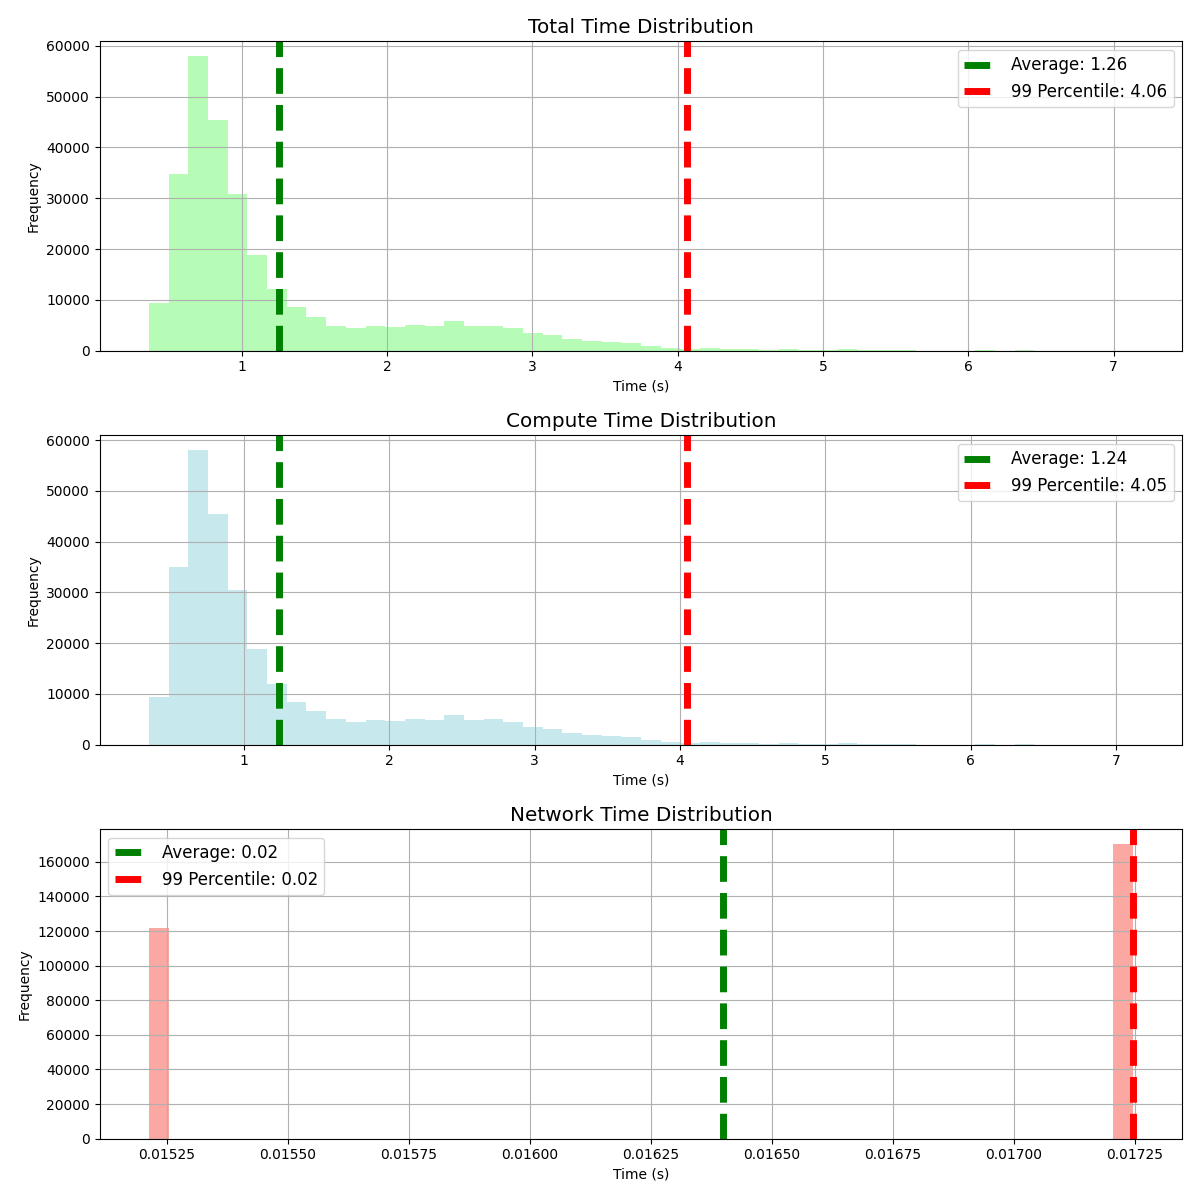 Total Time Distribution
60000
50000
40000
30000
20000
10000
0
Frequency
Average: 1.26
99 Percentile: 4.06
1 2 3 4 5 6 7
Time (s)
Compute Time Distribution
60000
50000
40000
30000
20000
10000
0
Frequency
Average: 1.24
99 Percentile: 4.05
1 2 3 4 5 6 7
Time (s)
Network Time Distribution
160000
140000
120000
100000
80000
60000
40000
20000
0
Frequency
Average: 0.02
99 Percentile: 0.02
0.01525 0.01550 0.01575 0.01600 0.01625 0.01650 0.01675 0.01700 0.01725
Time (s)